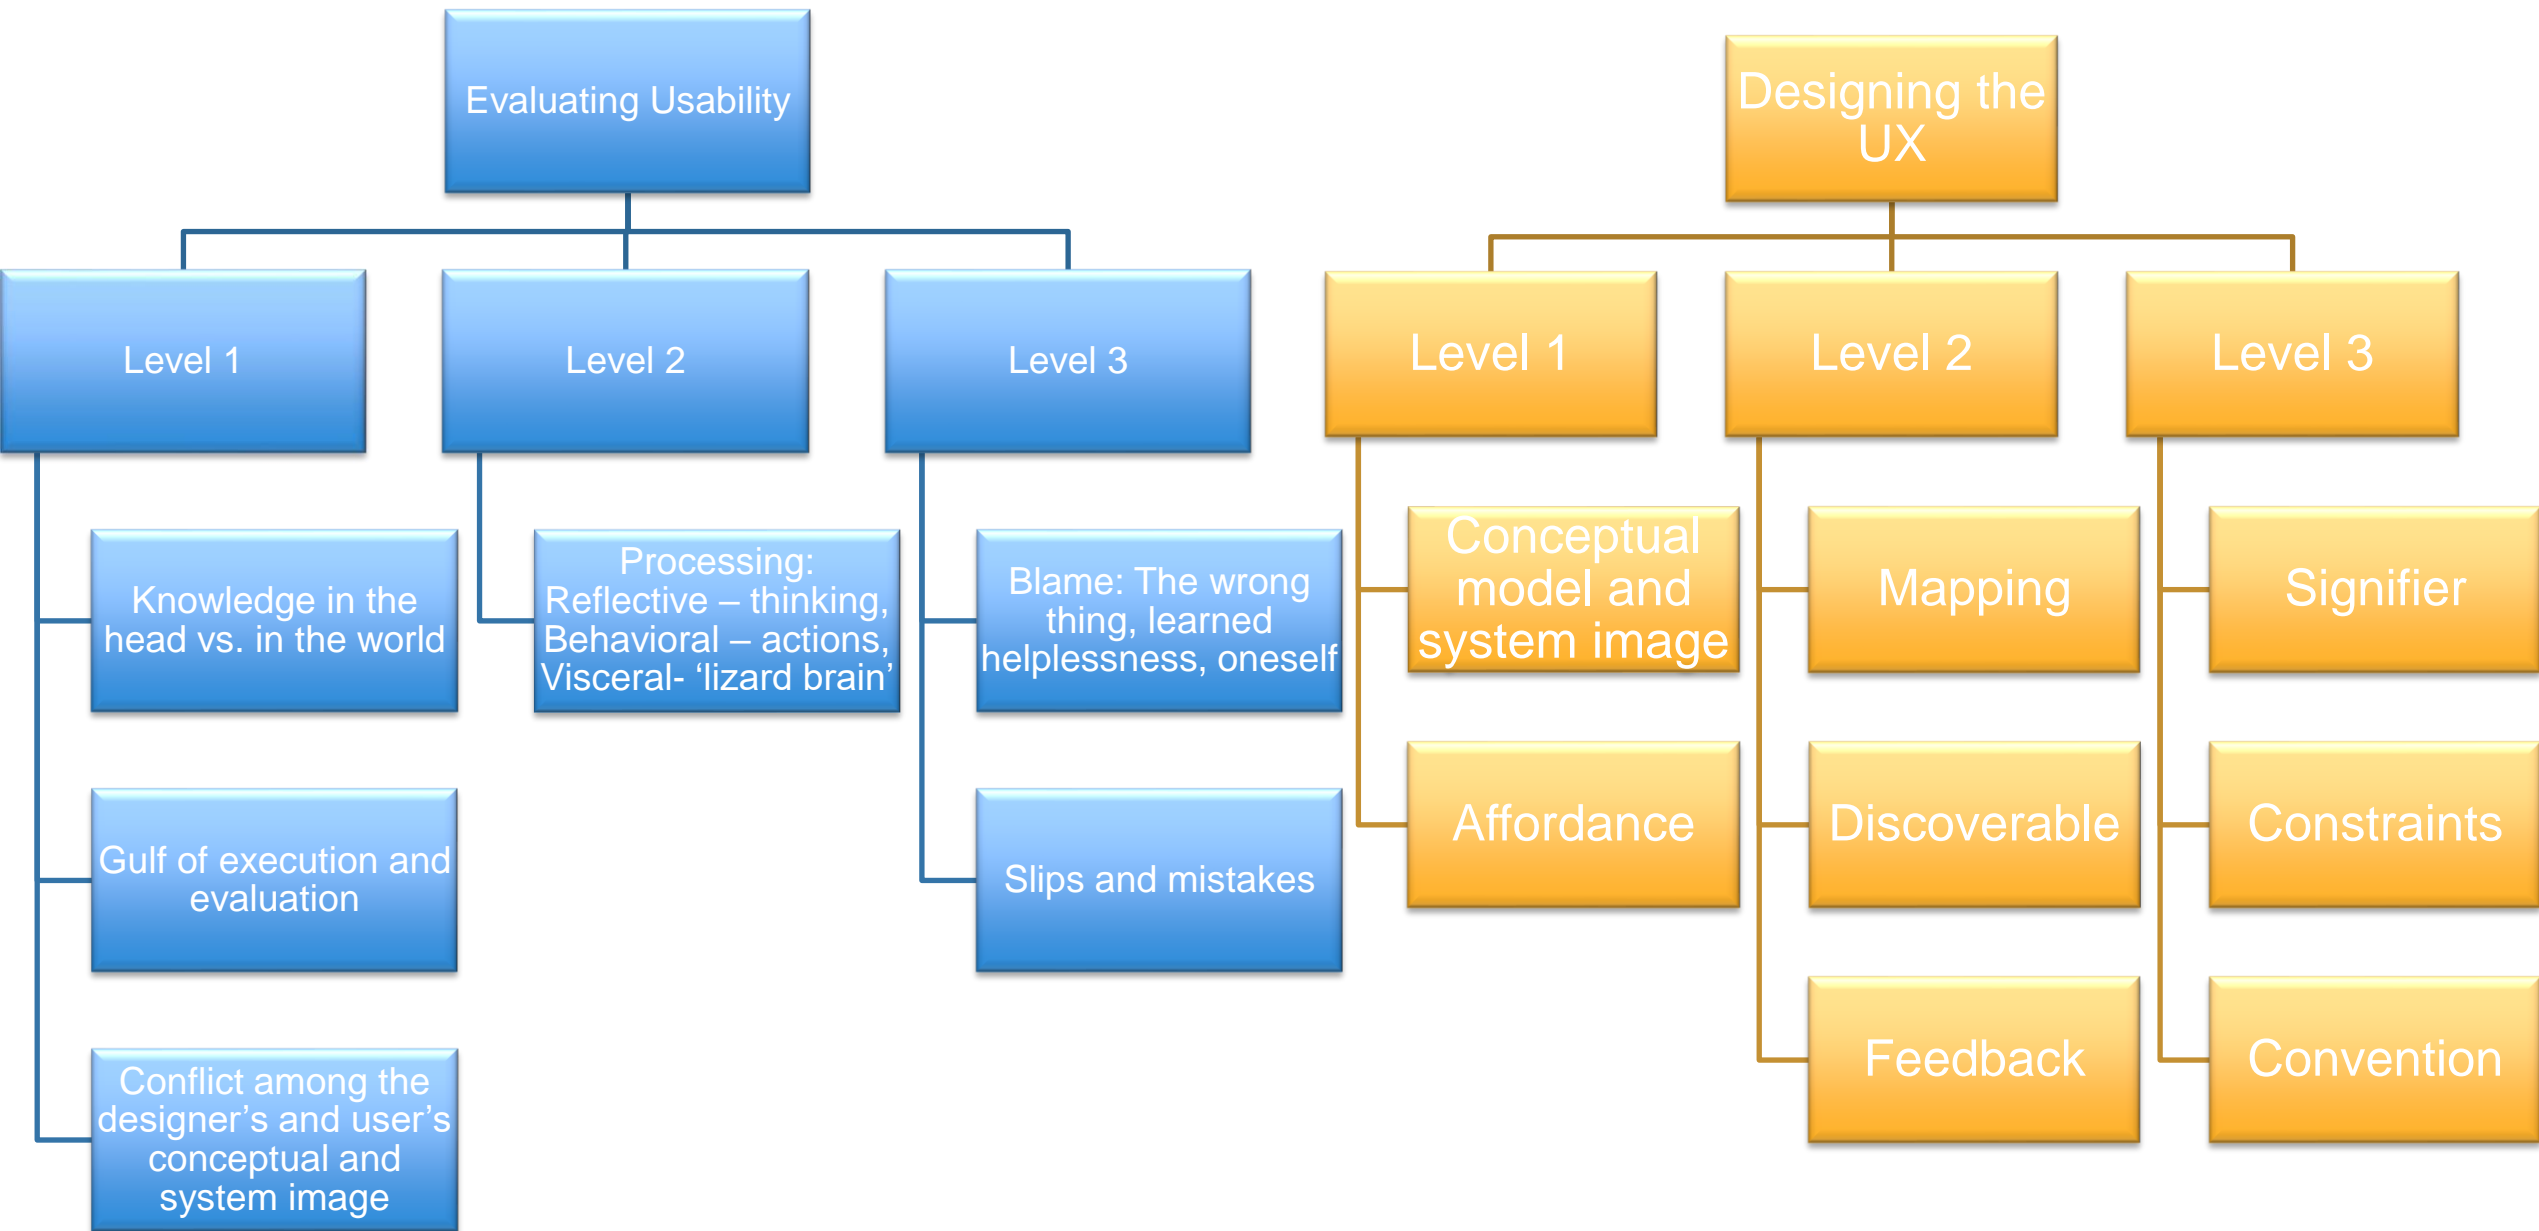 Evaluating Usability
Level 1
Knowledge in the
head vs. in the world
Gulf of execution and
evaluation
Conflict among the
designer’s and user’s
conceptual and
system image
Level 2
Processing:
Reflective – thinking,
Behavioral – actions,
Visceral- ‘lizard brain’
Level 3
Blame: The wrong
thing, learned
helplessness, oneself
Slips and mistakes
Designing the
UX
Level 1
Conceptual
model and
system image
Affordance
Level 2
Mapping
Discoverable
Feedback
Level 3
Signifier
Constraints
Convention